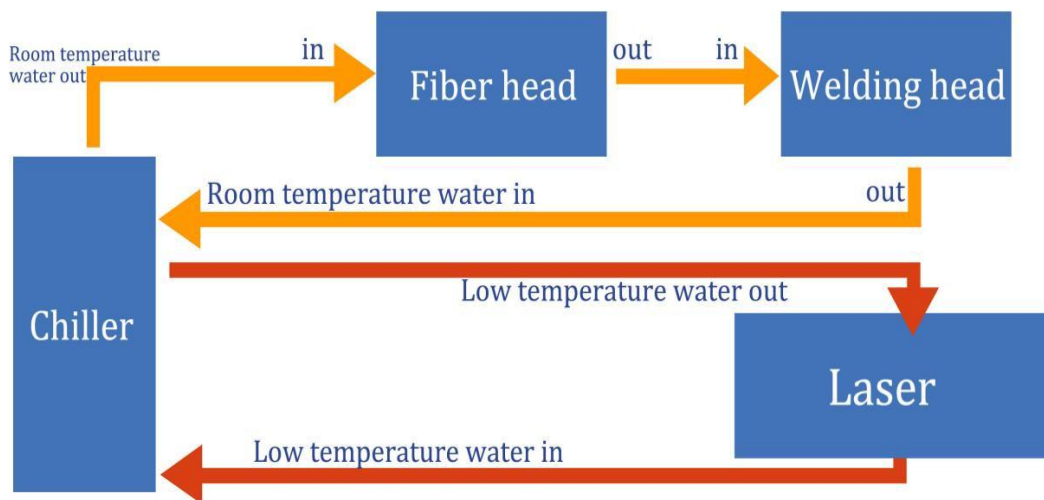 Room temperature
water out
in
Fiber head
out
in
Welding head
Room temperature water in
out
Low temperature water out
Chiller
Laser
Low temperature water in